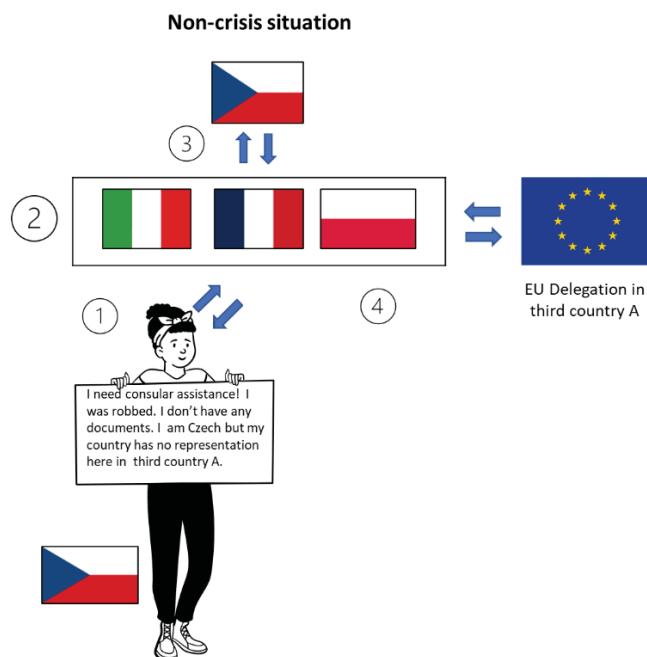 Non-crisis situation
3
2
EU Delegation in
third country A
1
4
I need consular assistance! I
was robbed. I don't have any
documents. I am Czech but my
country has no representation
here in third country A.